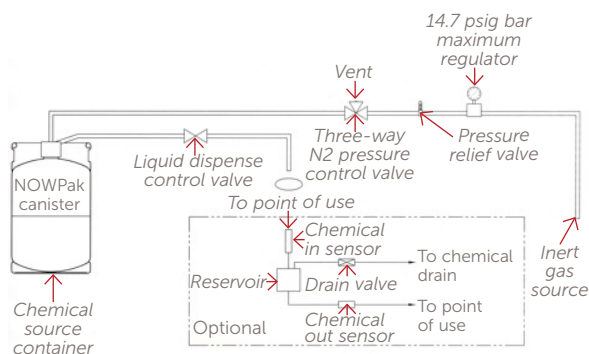 14.7 psig bar
maximum
regulator
Vent
Three-way
N2 pressure
control valve
Pressure
relief valve
Liquid dispense
control valve
NOWPak
canister
To point of use
Chemical
in sensor
To chemical
drain
Reservoir
Drain valve
Inert
gas
source
To point
of use
Chemical
out sensor
Optional
Chemical
source
container